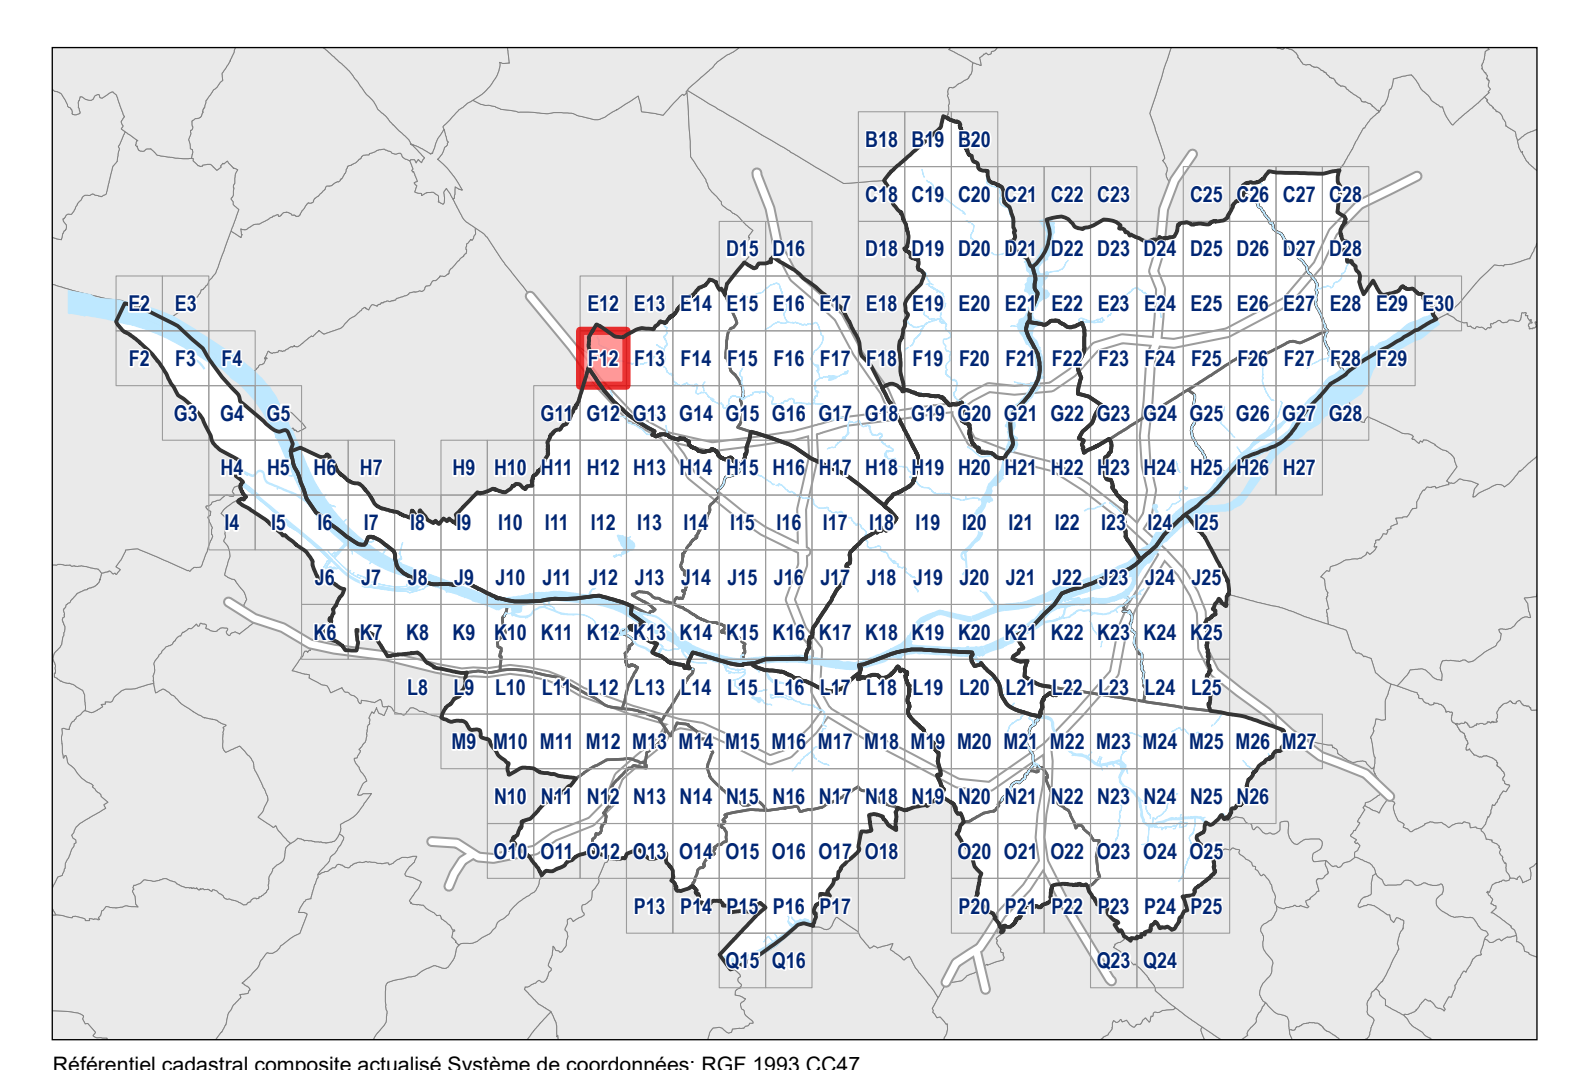 B18 B19 B20
C18 C19 C20 C21 C22 C23 C25 C26 C27 C28
D15 D16 D18 D19 D20 D21 D22 D23 D24 D25 D26 D27 D28
E2 E3 E12 E13 E14 E15 E16 E17 E18 E19 E20 E21 E22 E23 E24 E25 E26 E27 E28 E29 E30
F2 F3 F4 F12 F13 F14 F15 F16 F17 F18 F19 F20 F21 F22 F23 F24 F25 F26 F27 F28 F29
G3 G4 G5 G11 G12 G13 G14 G15 G16 G17 G18 G19 G20 G21 G22 G23 G24 G25 G26 G27 G28
H4 H5 H6 H7 H9 H10 H11 H12 H13 H14 H15 H16 H17 H18 H19 H20 H21 H22 H23 H24 H25 H26 H27
I4 I5 I6 I7 I8 I9 I10 I11 I12 I13 I14 I15 I16 I17 I18 I19 I20 I21 I22 I23 I24 I25
J6 J7 J8 J9 J10 J11 J12 J13 J14 J15 J16 J17 J18 J19 J20 J21 J22 J23 J24 J25
K6 K7 K8 K9 K10 K11 K12 K13 K14 K15 K16 K17 K18 K19 K20 K21 K22 K23 K24 K25
L8 L9 L10 L11 L12 L13 L14 L15 L16 L17 L18 L19 L20 L21 L22 L23 L24 L25
M9 M10 M11 M12 M13 M14 M15 M16 M17 M18 M19 M20 M21 M22 M23 M24 M25 M26 M27
N10 N11 N12 N13 N14 N15 N16 N17 N18 N19 N20 N21 N22 N23 N24 N25 N26
O10 O11 O12 O13 O14 O15 O16 O17 O18 O20 O21 O22 O23 O24 O25
P13 P14 P15 P16 P17 P20 P21 P22 P23 P24 P25
Q15 Q16 Q23 Q24
Référentiel cadastral composite actualisé Système de coordonnées: RGF 1993 CC47